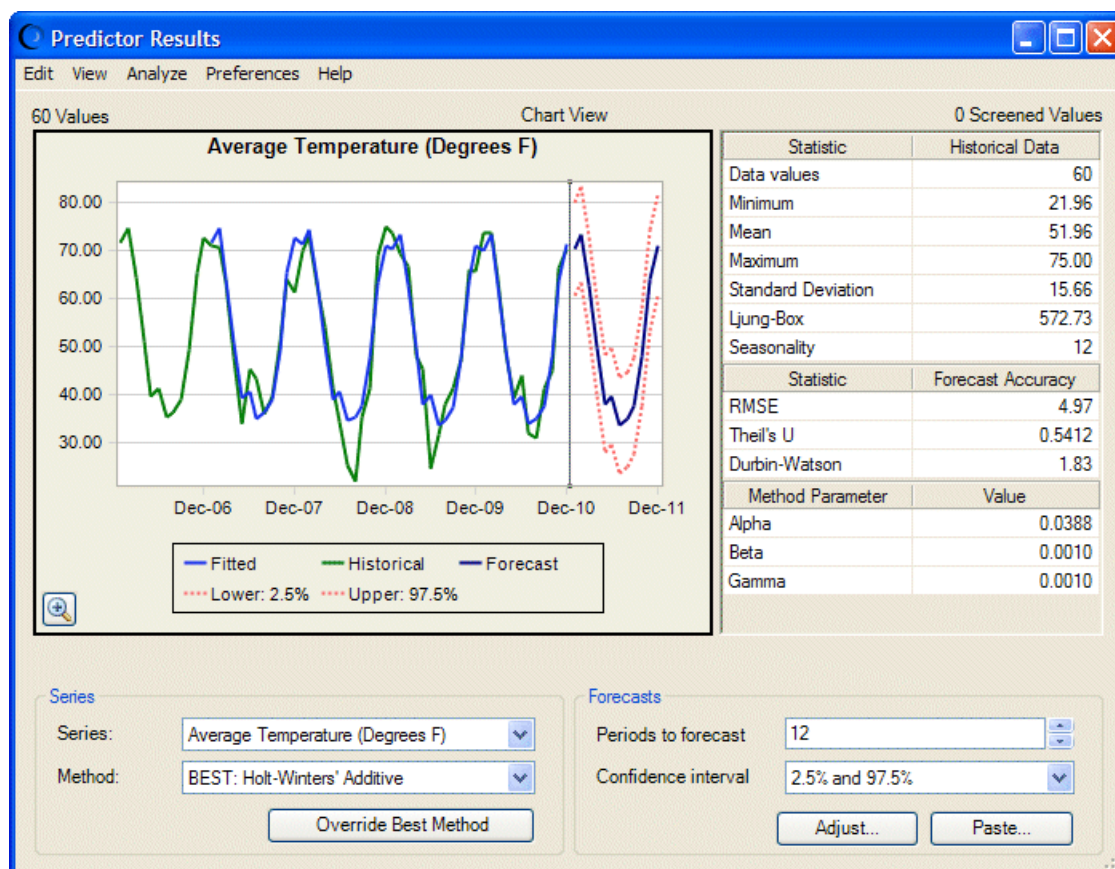 Predictor Results
Edit View Analyze Preferences Help
60 Values Chart View 0 Screened Values
Average Temperature (Degrees F)
80.00
70.00
60.00
50.00
40.00
30.00
Dec-06 Dec-07 Dec-08 Dec-09 Dec-10 Dec-11
Fitted Historical Forecast
Lower: 2.5% Upper: 97.5%
Statistic Historical Data
Data values 60
Minimum 21.96
Mean 51.96
Maximum 75.00
Standard Deviation 15.66
Ljung-Box 572.73
Seasonality 12
Statistic Forecast Accuracy
RMSE 4.97
Theil's U 0.5412
Durbin-Watson 1.83
Method Parameter Value
Alpha 0.0388
Beta 0.0010
Gamma 0.0010
Series
Series: Average Temperature (Degrees F)
Method: BEST: Holt-Winters' Additive
Override Best Method
Forecasts
Periods to forecast 12
Confidence interval 2.5% and 97.5%
Adjust... Paste...